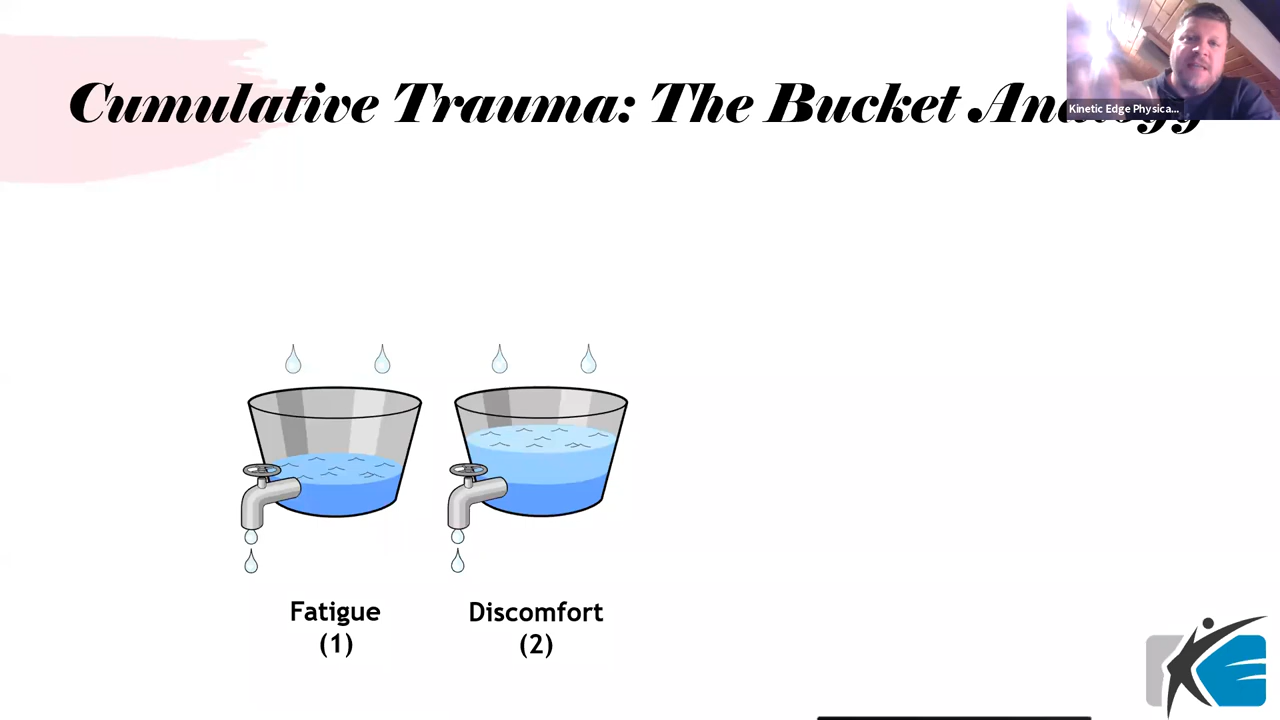 Cumulative Trauma: The Bucket
Kinetic Edge Physica...
Fatigue
(1)
Discomfort
(2)